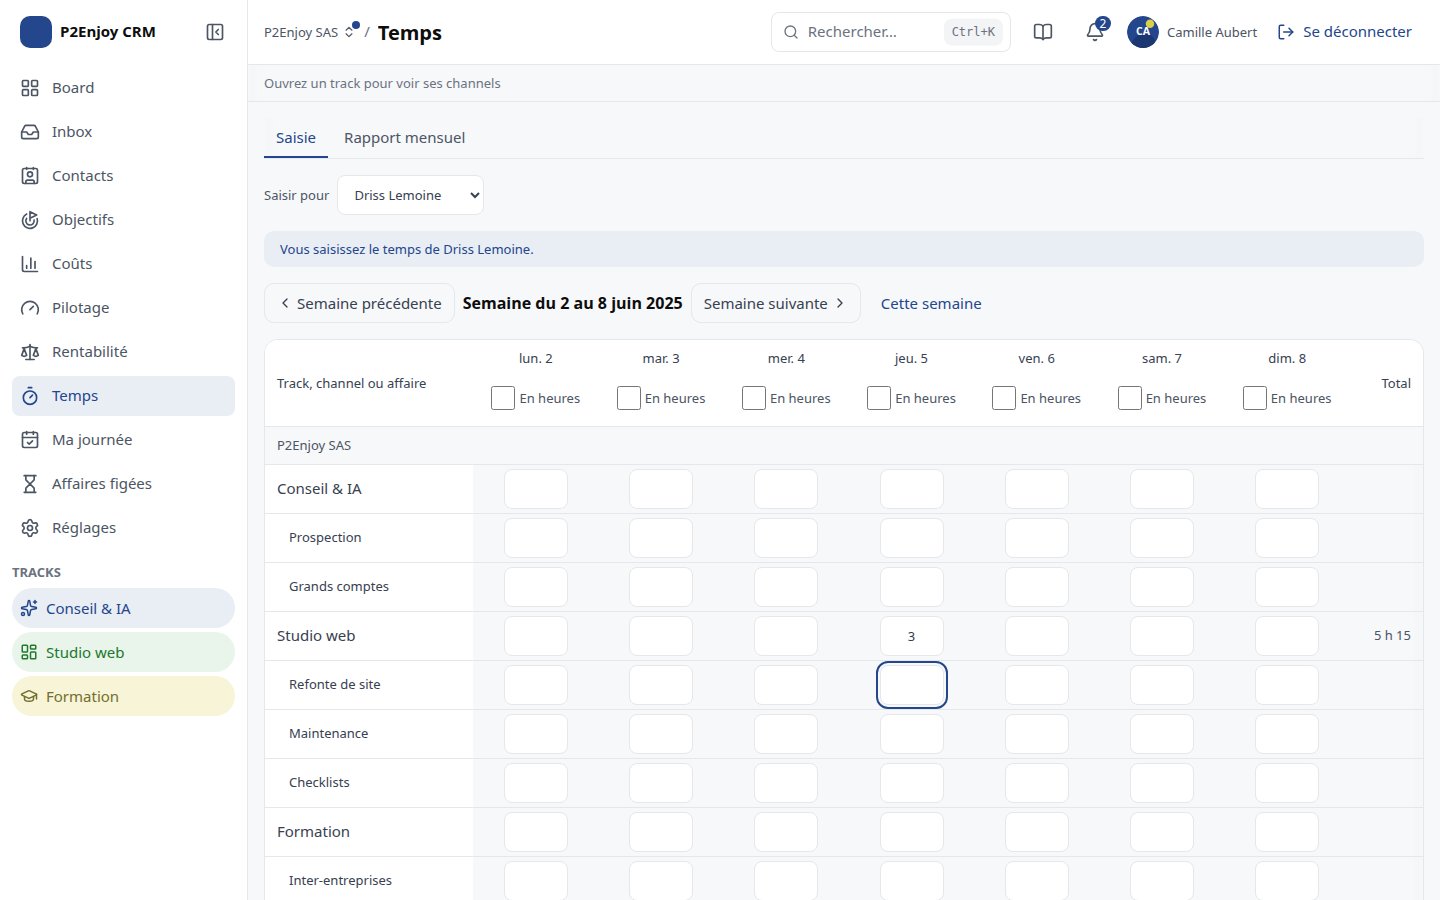 P2Enjoy CRM
P2Enjoy SAS / Temps
Rechercher... Ctrl+K
2
CA Camille Aubert
Se déconnecter
Board
Inbox
Contacts
Objectifs
Coûts
Pilotage
Rentabilité
Temps
Ma journée
Affaires figées
Réglages
TRACKS
Conseil & IA
Studio web
Formation
Ouvrez un track pour voir ses channels
Saisie Rapport mensuel
Saisir pour Driss Lemoine
Vous saisissez le temps de Driss Lemoine.
Semaine précédente Semaine du 2 au 8 juin 2025 Semaine suivante Cette semaine
Track, channel ou affaire lun. 2 mar. 3 mer. 4 jeu. 5 ven. 6 sam. 7 dim. 8 Total
En heures En heures En heures En heures En heures En heures En heures
P2Enjoy SAS
Conseil & IA
Prospection
Grands comptes
Studio web 3 5 h 15
Refonte de site
Maintenance
Checklists
Formation
Inter-entreprises